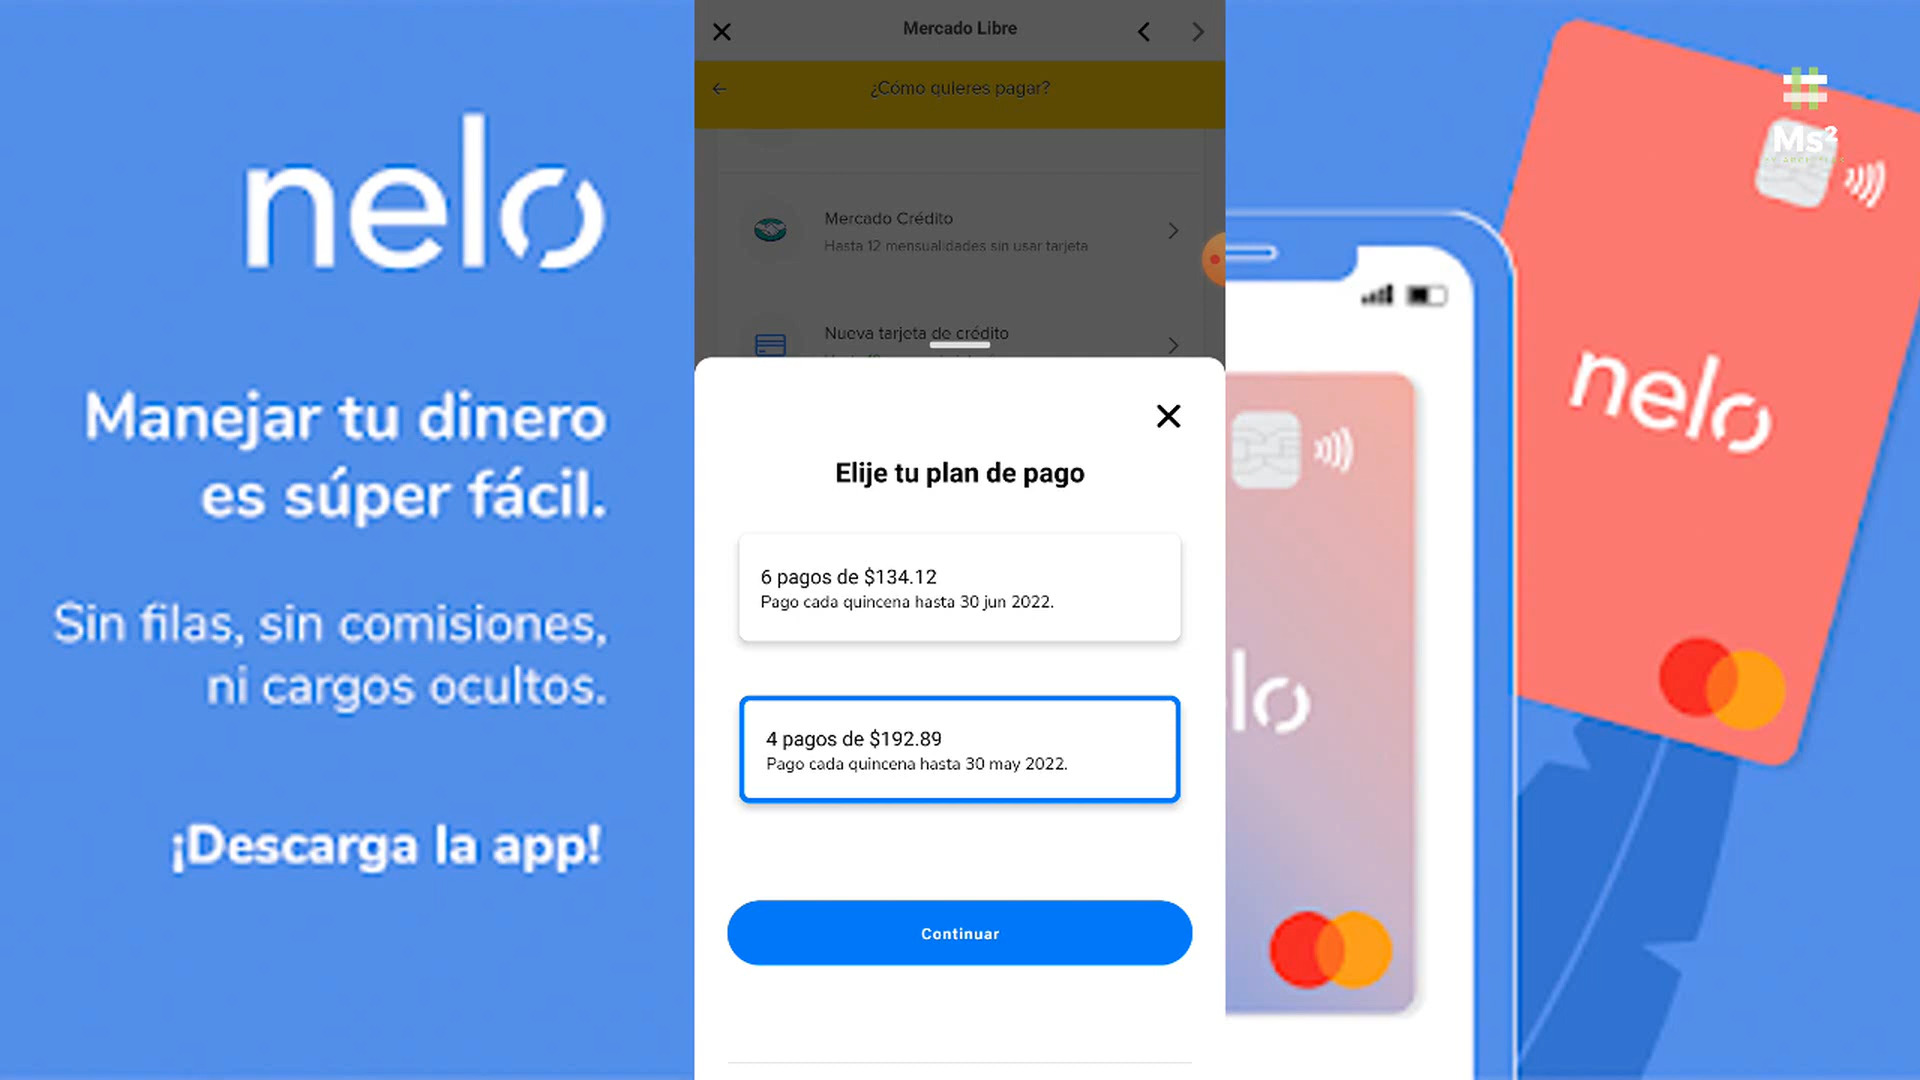 nelo
Manejar tu dinero
es súper fácil.
Sin filas, sin comisiones,
ni cargos ocultos.
¡Descarga la app!
Mercado Libre
¿Cómo quieres pagar?
Mercado Crédito
Hasta 12 mensualidades sin usar tarjeta
Nueva tarjeta de crédito
Elije tu plan de pago
6 pagos de $134.12
Pago cada quincena hasta 30 jun 2022.
4 pagos de $192.89
Pago cada quincena hasta 30 may 2022.
Continuar
Ms²
nelo
lo